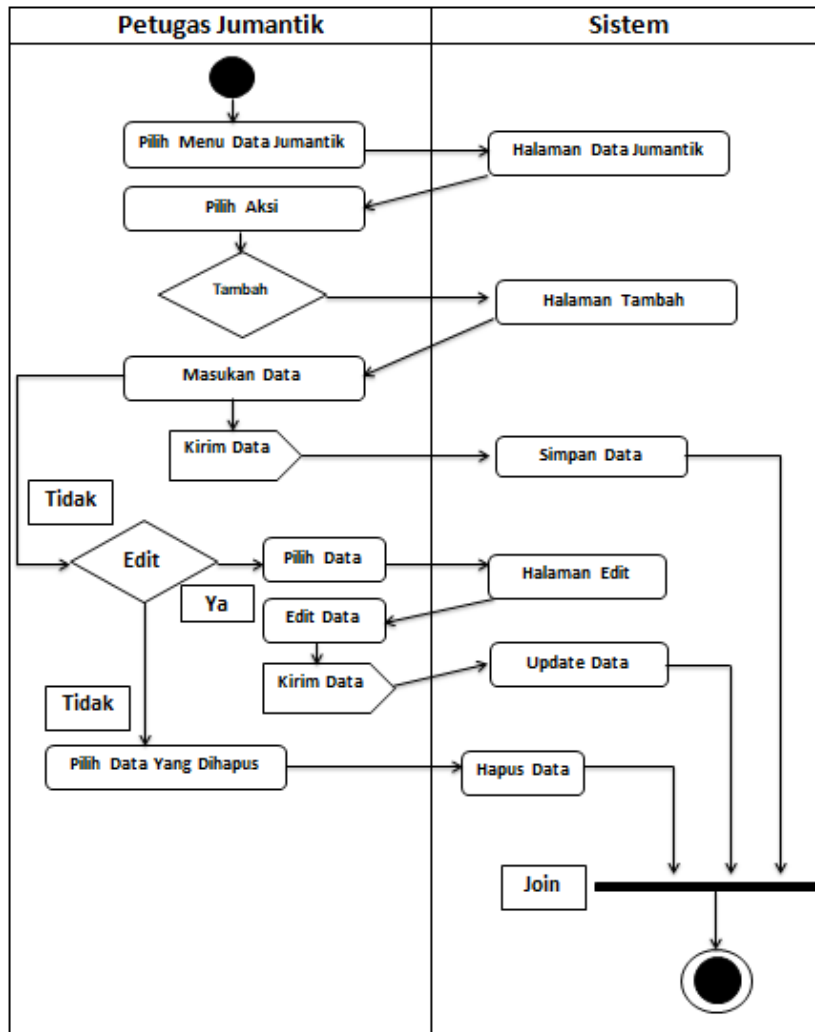 Petugas Jumantik
Sistem
Pilih Menu Data Jumantik
Halaman Data Jumantik
Pilih Aksi
Tambah
Halaman Tambah
Masukan Data
Kirim Data
Simpan Data
Tidak
Edit
Pilih Data
Halaman Edit
Ya
Edit Data
Kirim Data
Update Data
Tidak
Pilih Data Yang Dihapus
Hapus Data
Join